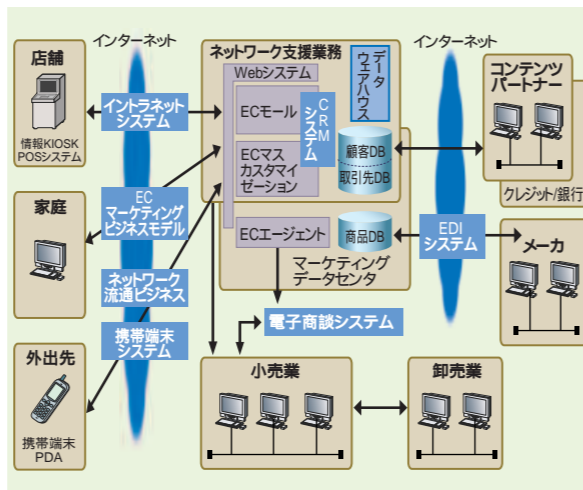 店舗
情報KIOSK
POSシステム
家庭
外出先
携帯端末
PDA
インターネット
イントラネット
システム
EC
マーケティング
ビジネスモデル
ネットワーク
流通ビジネス
携帯端末
システム
ネットワーク支援業務
Webシステム
ECモール
ECマス
カスタマイ
ゼーション
CRM
システム
データ
ウェアハウス
顧客DB
取引先DB
ECエージェント
商品DB
マーケティング
データセンタ
電子商談システム
小売業
卸売業
インターネット
EDI
システム
コンテンツ
パートナー
クレジット/銀行
メーカ